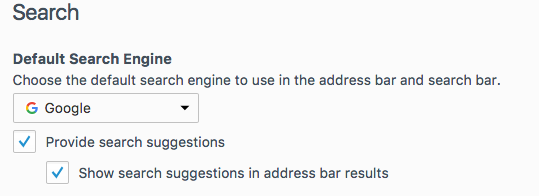 Search
Default Search Engine
Choose the default search engine to use in the address bar and search bar.
Google
Provide search suggestions
Show search suggestions in address bar results